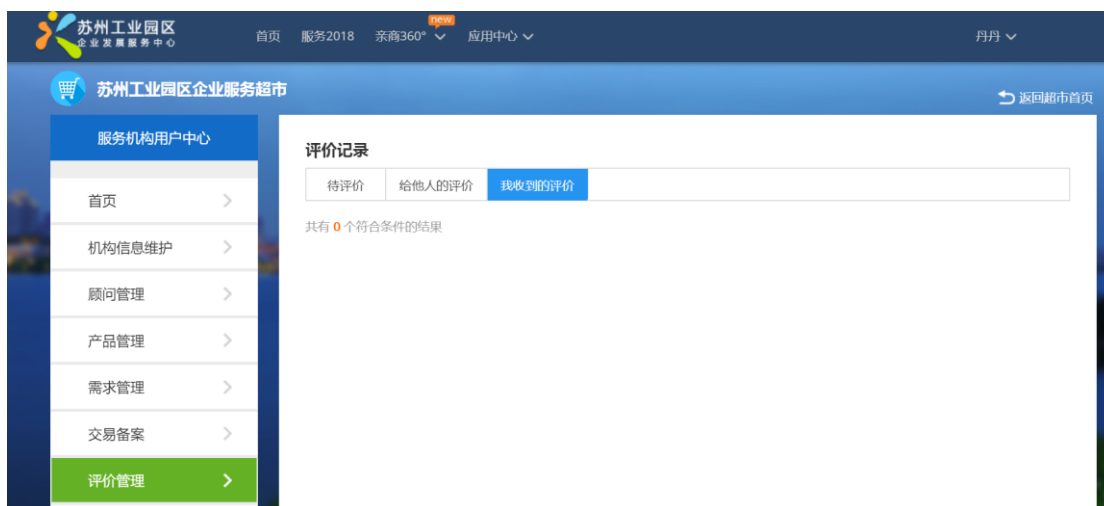 苏州工业园区
企业发展服务中心
首页 服务2018 亲商360° new 应用中心 丹丹
苏州工业园区企业服务超市
返回超市首页
服务机构用户中心
评价记录
待评价 给他人的评价 我收到的评价
共有 0 个符合条件的结果
首页
机构信息维护
顾问管理
产品管理
需求管理
交易备案
评价管理